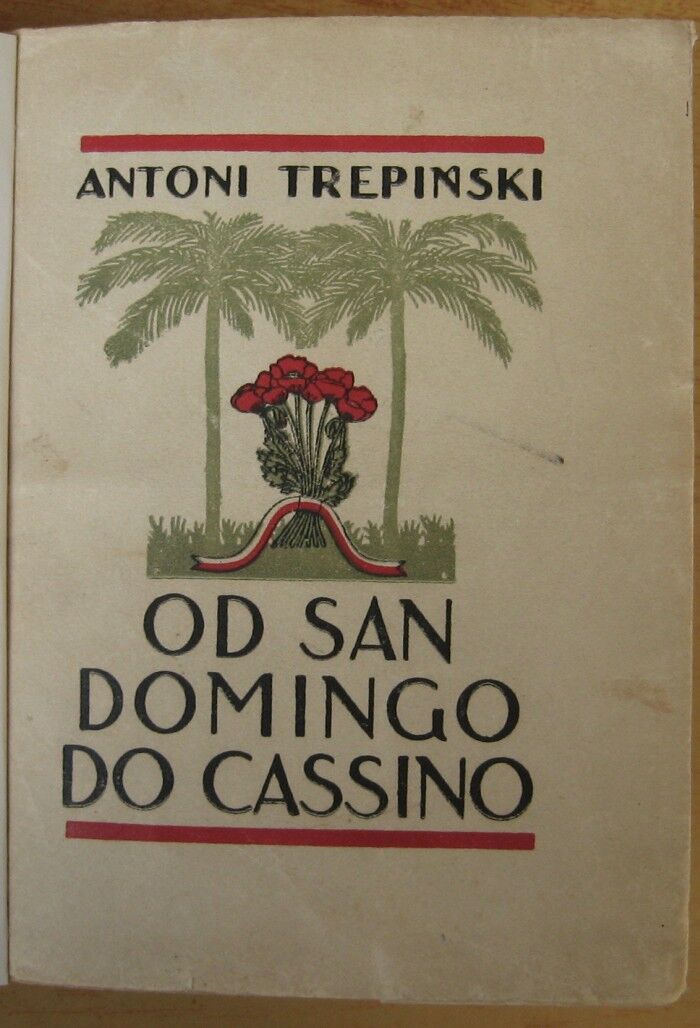 ANTONI TREPIŃSKI
OD SAN
DOMINGO
DO CASSINO